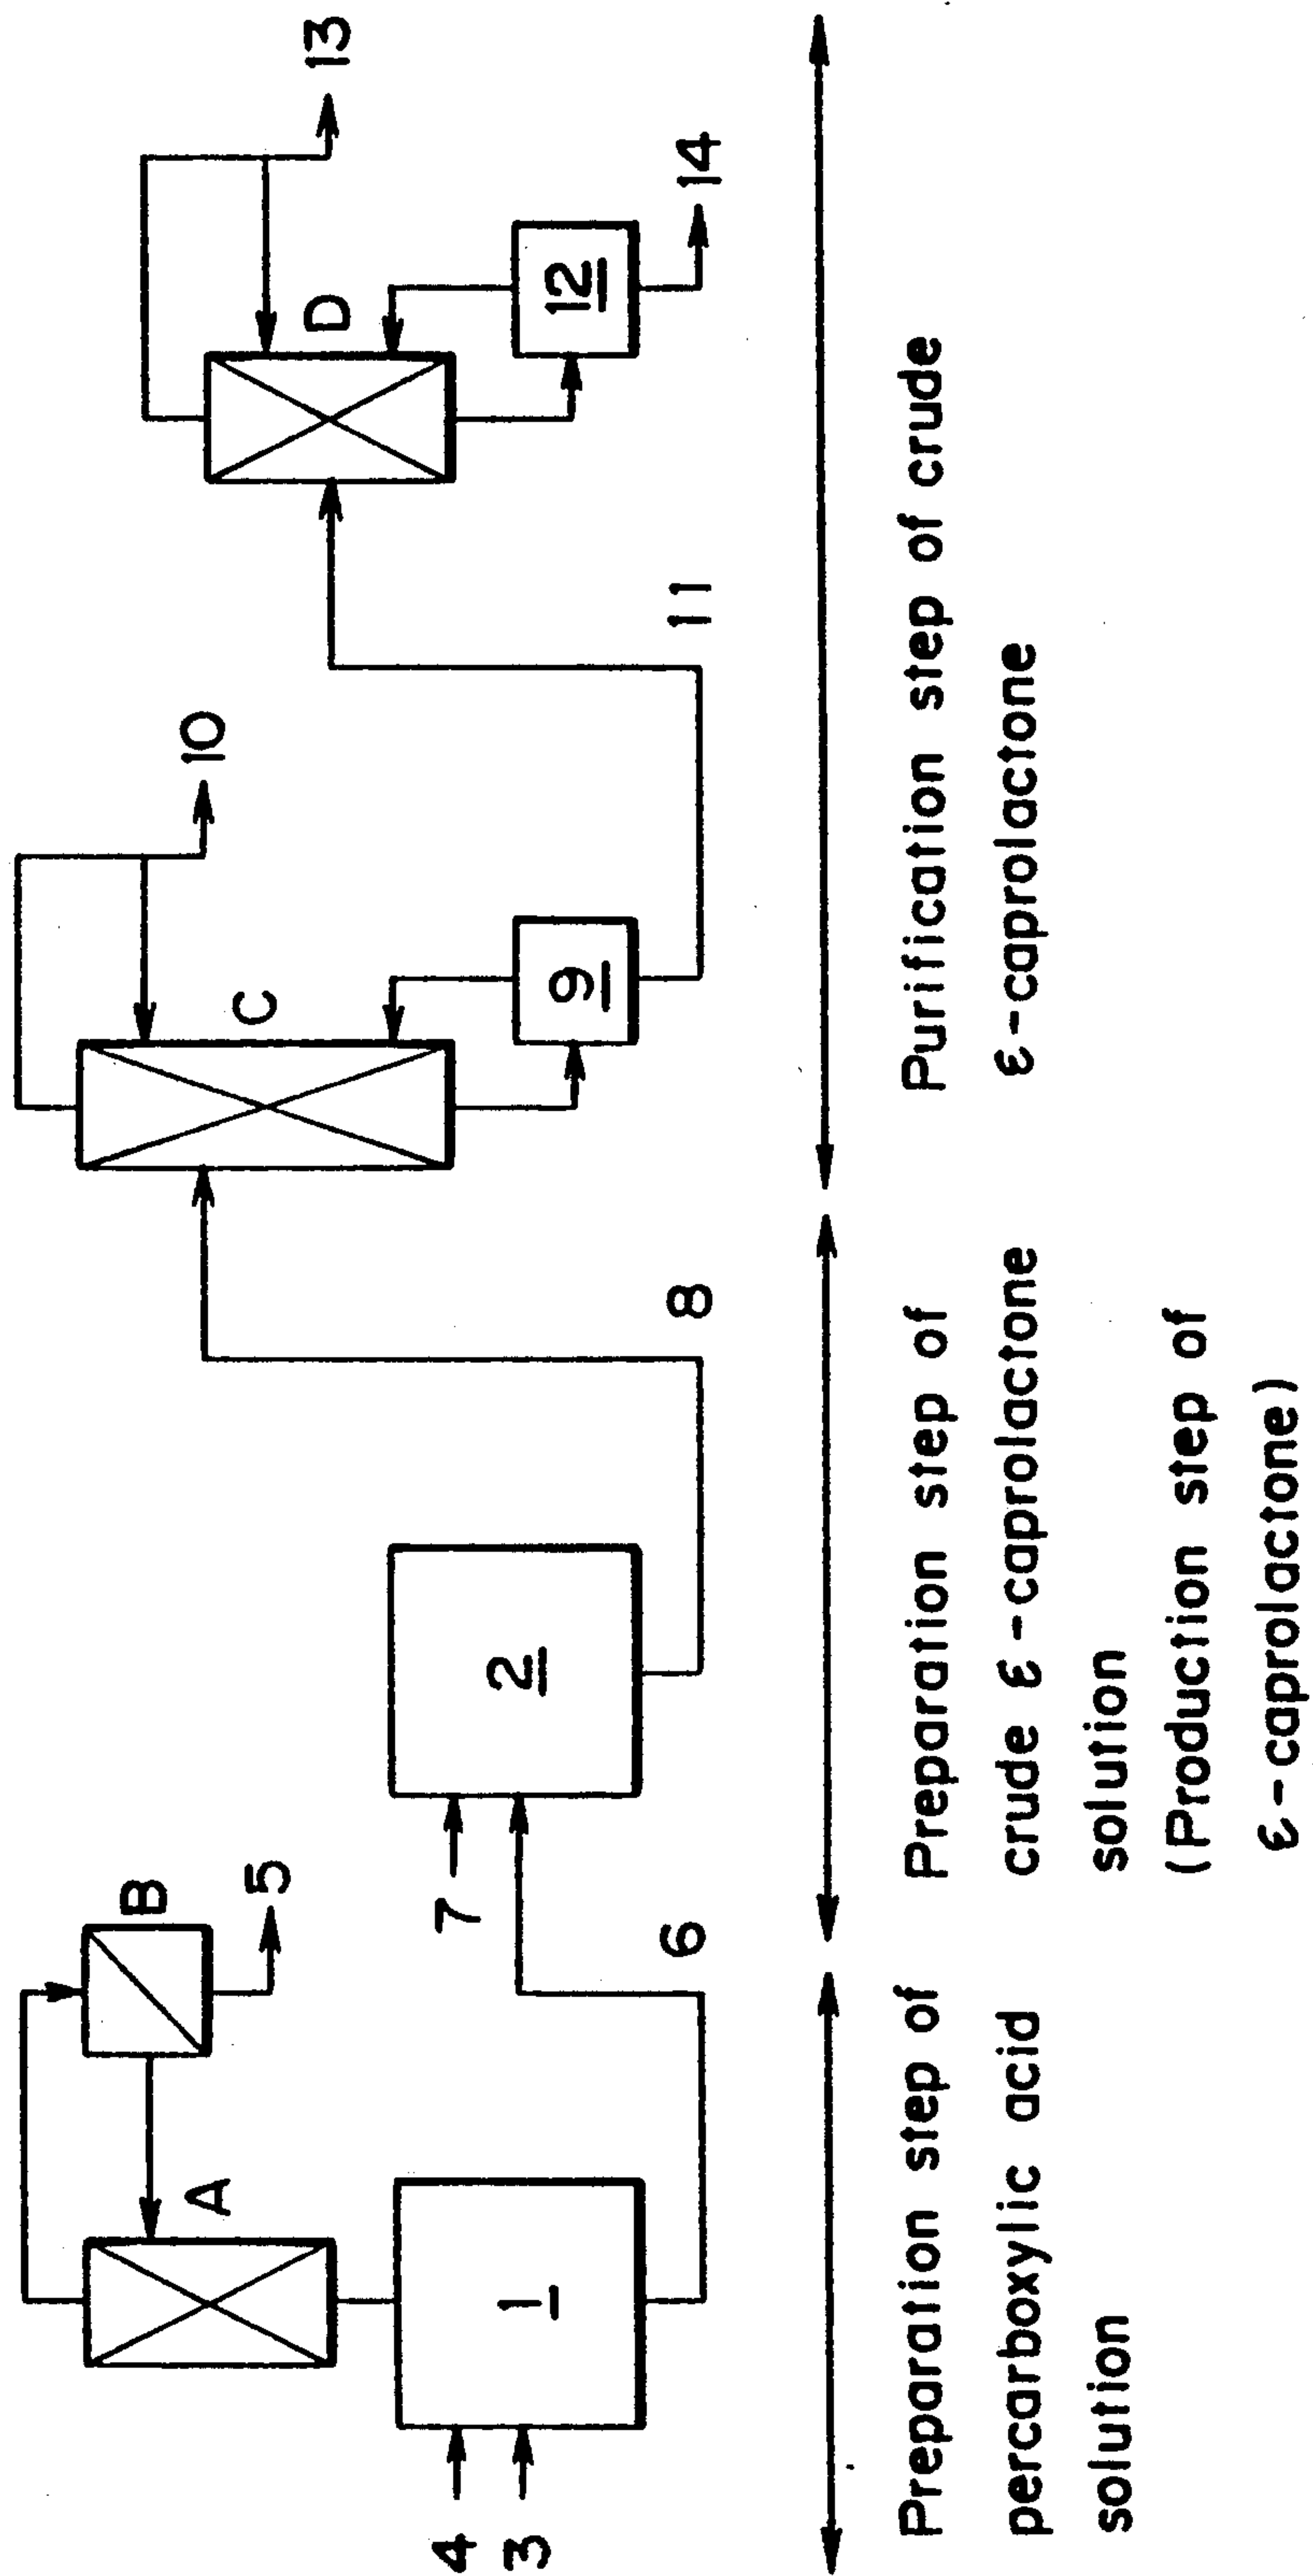 4
3
1
A
B
5
6
7
2
8
C
9
10
11
D
12
13
14
Preparation step of
percarboxylic acid
solution
Preparation step of
crude ε-caprolactone
solution
(Production step of
ε-caprolactone)
Purification step of crude
ε-caprolactone